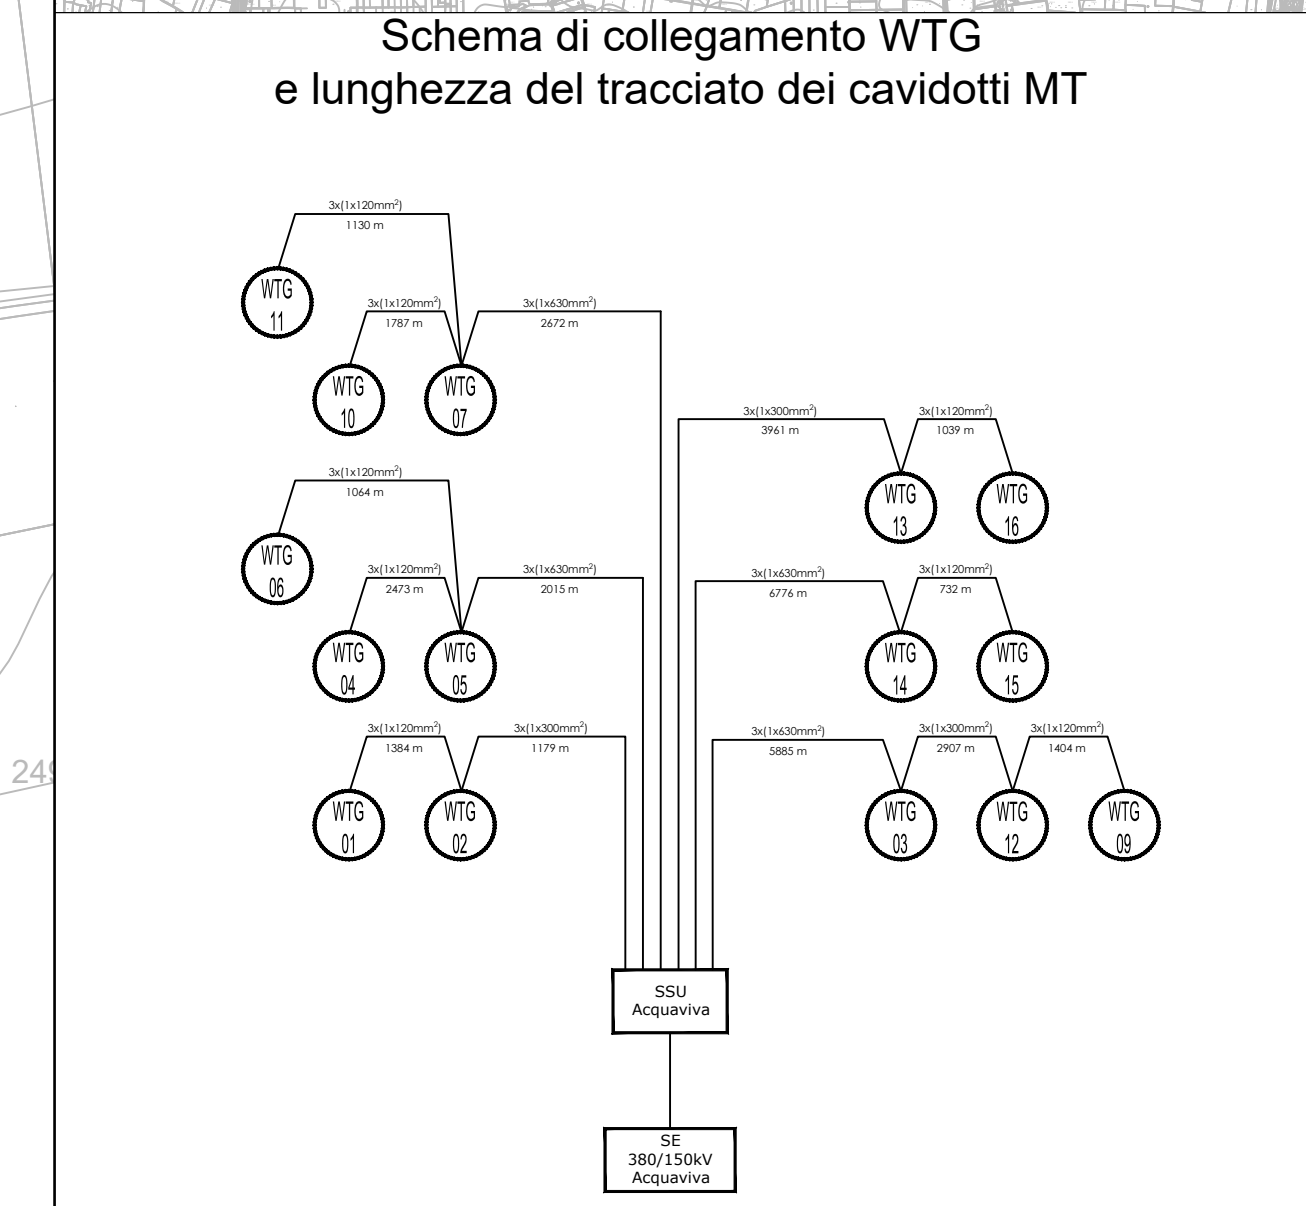 Schema di collegamento WTG
e lunghezza del tracciato dei cavidotti MT
3x(1x120mm²)
1130 m
WTG
11
3x(1x120mm²)
1787 m
3x(1x630mm²)
2672 m
WTG
10
WTG
07
3x(1x300mm²)
3961 m
3x(1x120mm²)
1039 m
WTG
13
WTG
16
3x(1x120mm²)
1064 m
WTG
06
3x(1x120mm²)
2473 m
3x(1x630mm²)
2015 m
WTG
04
WTG
05
3x(1x630mm²)
6776 m
3x(1x120mm²)
732 m
WTG
14
WTG
15
3x(1x120mm²)
1384 m
3x(1x300mm²)
1179 m
WTG
01
WTG
02
3x(1x630mm²)
5885 m
3x(1x300mm²)
2907 m
3x(1x120mm²)
1404 m
WTG
03
WTG
12
WTG
09
SSU
Acquaviva
SE
380/150kV
Acquaviva